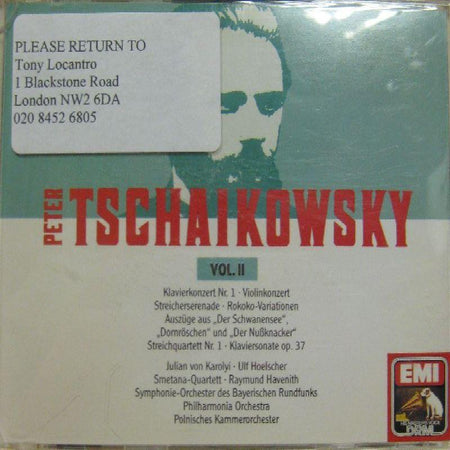 PLEASE RETURN TO
Tony Locantro
1 Blackstone Road
London NW2 6DA
020 8452 6805
PETER
TSCHAIKOWSKY
VOL. II
Klavierkonzert Nr. 1 · Violinkonzert
Streicherserenade · Rokoko-Variationen
Auszüge aus „Der Schwanensee“,
„Dornröschen“ und „Der Nußknacker“
Streichquartett Nr. 1 · Klaviersonate op. 37
Julian von Karolyi · Ulf Hoelscher
Smetana-Quartett · Raymund Havenith
Symphonie-Orchester des Bayerischen Rundfunks
Philharmonia Orchestra
Polnisches Kammerorchester
EMI